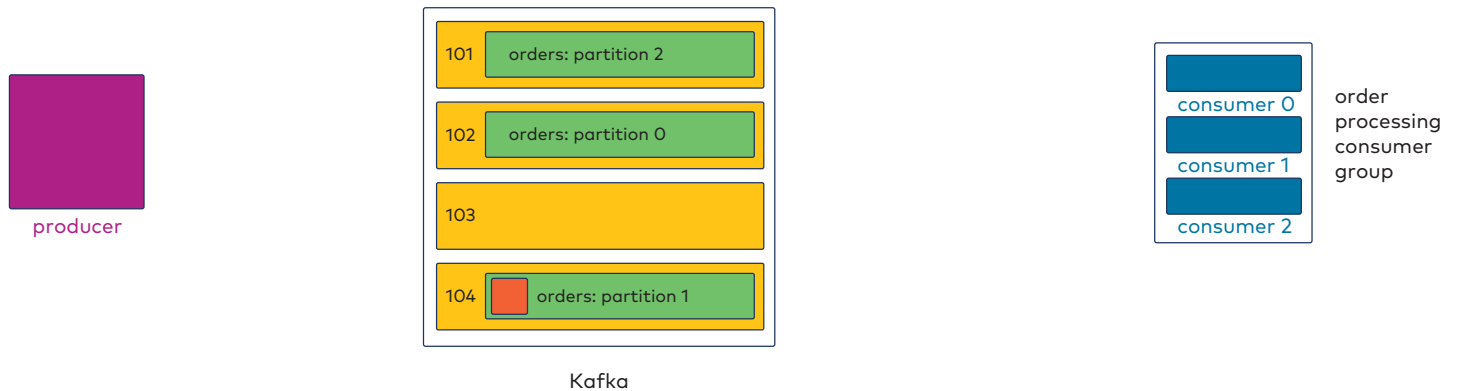 producer
101 orders: partition 2
102 orders: partition 0
103
104 orders: partition 1
Kafka
consumer 0
consumer 1
consumer 2
order
processing
consumer
group